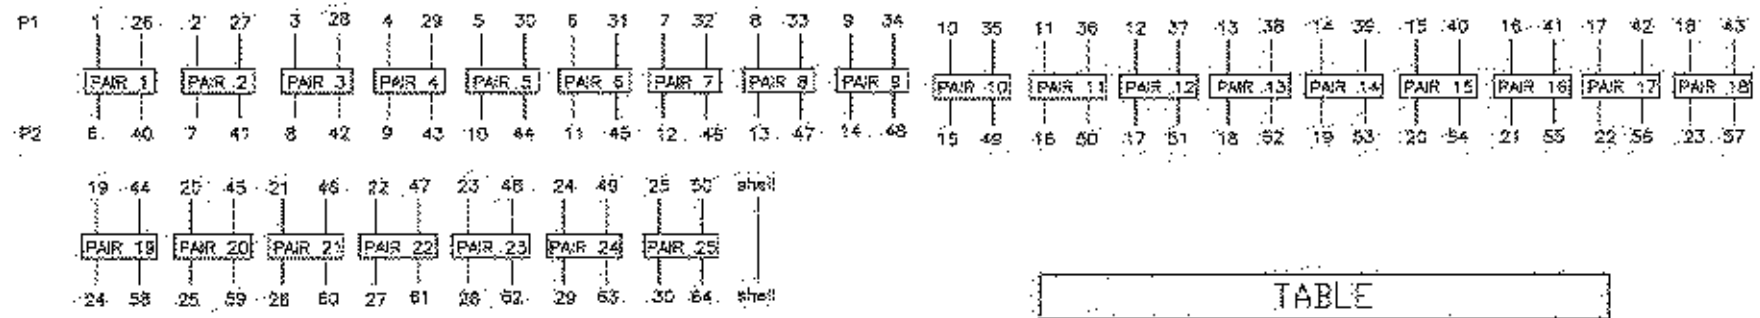 P1 1 26 2 27 3 28 4 29 5 30 6 31 7 32 8 33 9 34 10 35 11 36 12 37 13 38 14 39 15 40 16 41 17 42 18 43
PAIR 1 PAIR 2 PAIR 3 PAIR 4 PAIR 5 PAIR 6 PAIR 7 PAIR 8 PAIR 9 PAIR 10 PAIR 11 PAIR 12 PAIR 13 PAIR 14 PAIR 15 PAIR 16 PAIR 17 PAIR 18
P2 6 40 7 41 8 42 9 43 10 44 11 45 12 46 13 47 14 48 15 49 16 50 17 51 18 52 19 53 20 54 21 55 22 56 23 57
19 44 20 45 21 46 22 47 23 48 24 49 25 50 shell
PAIR 19 PAIR 20 PAIR 21 PAIR 22 PAIR 23 PAIR 24 PAIR 25
24 58 25 59 26 60 27 61 28 62 29 63 30 64 shell
TABLE